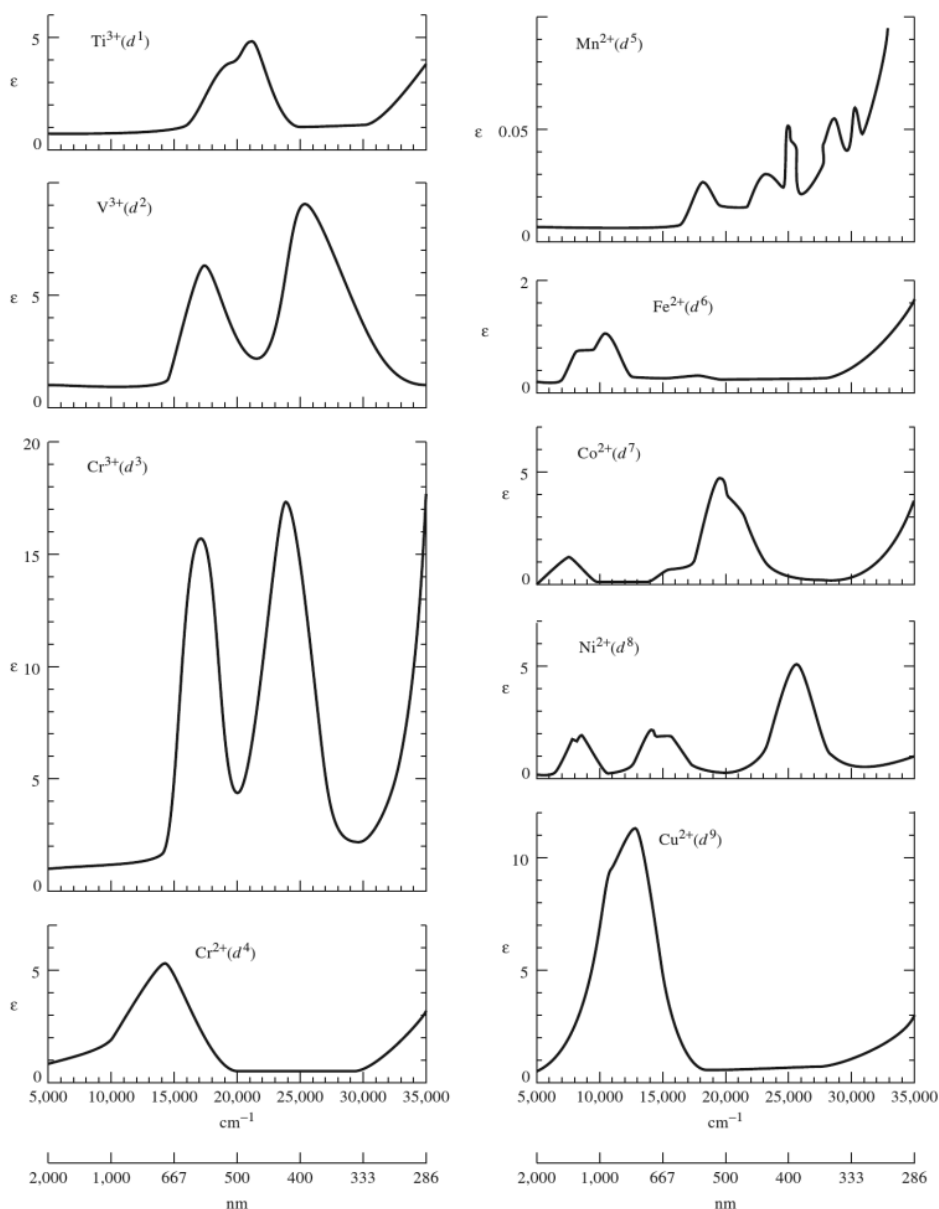 Ti³⁺(d¹)
5
ε
0
V³⁺(d²)
ε
5
0
20
Cr³⁺(d³)
15
ε
10
5
0
Cr²⁺(d⁴)
ε
5
0
5,000
10,000
15,000
20,000
25,000
30,000
35,000
cm⁻¹
2,000
1,000
667
500
400
333
286
nm
Mn²⁺(d⁵)
ε
0.05
0
2
Fe²⁺(d⁶)
ε
0
Co²⁺(d⁷)
5
ε
0
Ni²⁺(d⁸)
5
ε
0
Cu²⁺(d⁹)
10
ε
5
0
5,000
10,000
15,000
20,000
25,000
30,000
35,000
cm⁻¹
2,000
1,000
667
500
400
333
286
nm